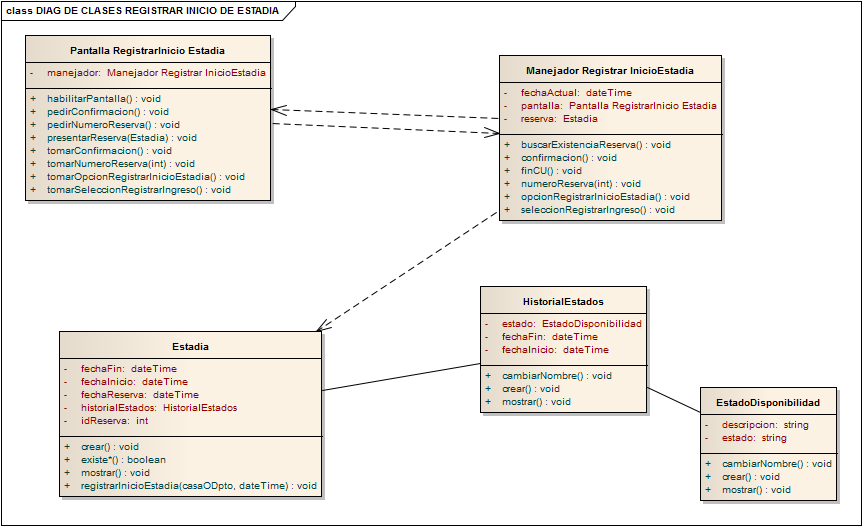 class DIAG DE CLASES REGISTRAR INICIO DE ESTADIA
Pantalla RegistrarInicio Estadia
- manejador: Manejador Registrar InicioEstadia
+ habilitarPantalla() : void
+ pedirConfirmacion() : void
+ pedirNumeroReserva() : void
+ presentarReserva(Estadia) : void
+ tomarConfirmacion() : void
+ tomarNumeroReserva(int) : void
+ tomarOpcionRegistrarInicioEstadia() : void
+ tomarSeleccionRegistrarIngreso() : void
Manejador Registrar InicioEstadia
- fechaActual: dateTime
- pantalla: Pantalla RegistrarInicio Estadia
- reserva: Estadia
+ buscarExistenciaReserva() : void
+ confirmacion() : void
+ finCU() : void
+ numeroReserva(int) : void
+ opcionRegistrarInicioEstadia() : void
+ seleccionRegistrarIngreso() : void
Estadia
- fechaFin: dateTime
- fechaInicio: dateTime
- fechaReserva: dateTime
- historialEstados: HistorialEstados
- idReserva: int
+ crear() : void
+ existe*() : boolean
+ mostrar() : void
+ registrarInicioEstadia(casaODpto, dateTime) : void
HistorialEstados
- estado: EstadoDisponibilidad
- fechaFin: dateTime
- fechaInicio: dateTime
+ cambiarNombre() : void
+ crear() : void
+ mostrar() : void
EstadoDisponibilidad
- descripcion: string
- estado: string
+ cambiarNombre() : void
+ crear() : void
+ mostrar() : void